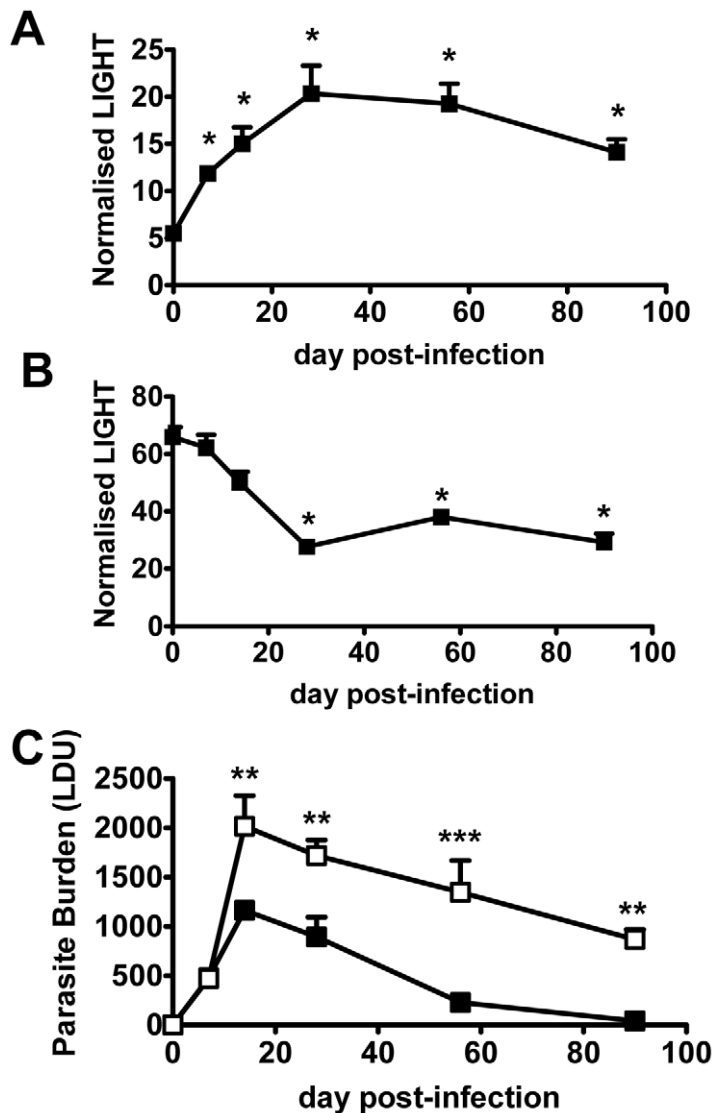 A
Normalised LIGHT
25
20
15
10
5
0
* * * * *
0 20 40 60 80 100
day post-infection
B
Normalised LIGHT
80
60
40
20
0
* * *
0 20 40 60 80 100
day post-infection
C
Parasite Burden (LDU)
2500
2000
1500
1000
500
0
** ** *** **
0 20 40 60 80 100
day post-infection